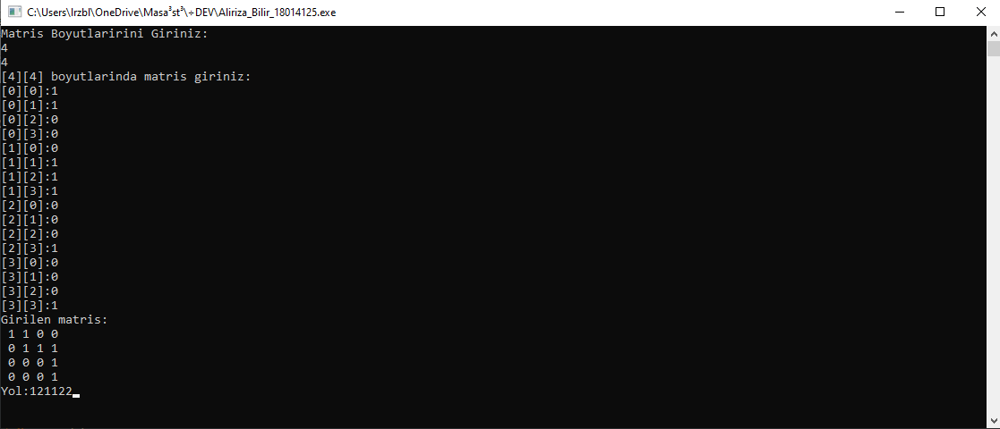 C:\Users\lrzbl\OneDrive\Masa³st³\÷DEV\Aliriza_Bilir_18014125.exe
Matris Boyutlaririni Giriniz:
4
4
[4][4] boyutlarinda matris giriniz:
[0][0]:1
[0][1]:1
[0][2]:0
[0][3]:0
[1][0]:0
[1][1]:1
[1][2]:1
[1][3]:1
[2][0]:0
[2][1]:0
[2][2]:0
[2][3]:1
[3][0]:0
[3][1]:0
[3][2]:0
[3][3]:1
Girilen matris:
1 1 0 0
0 1 1 1
0 0 0 1
0 0 0 1
Yol:121122